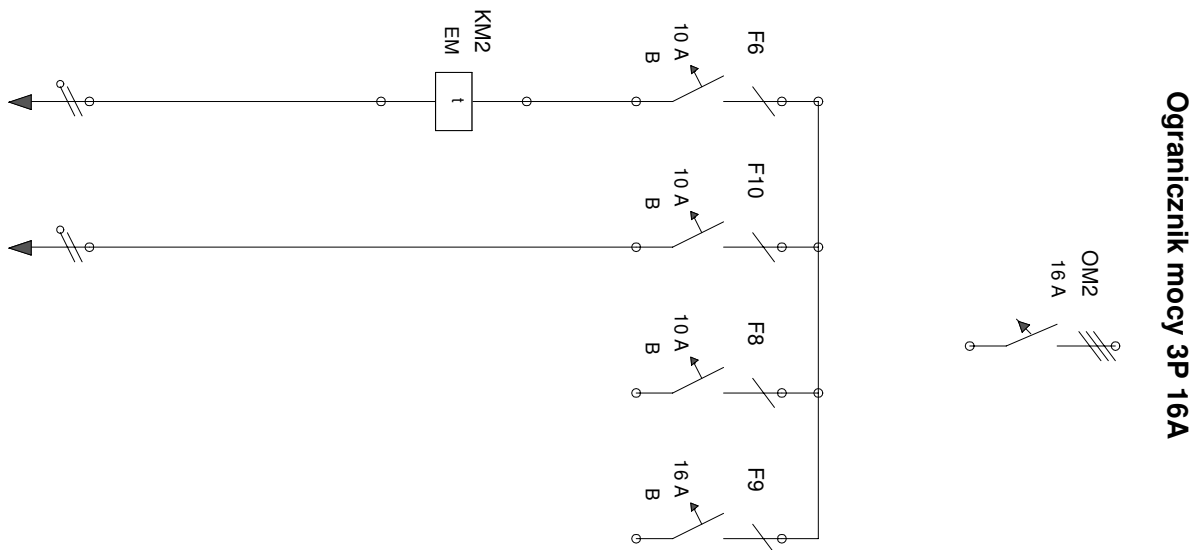 Ogranicznik mocy 3P 16A
OM2
16 A
F6
10 A
B
F10
10 A
B
F8
10 A
B
F9
16 A
B
KM2
EM
t